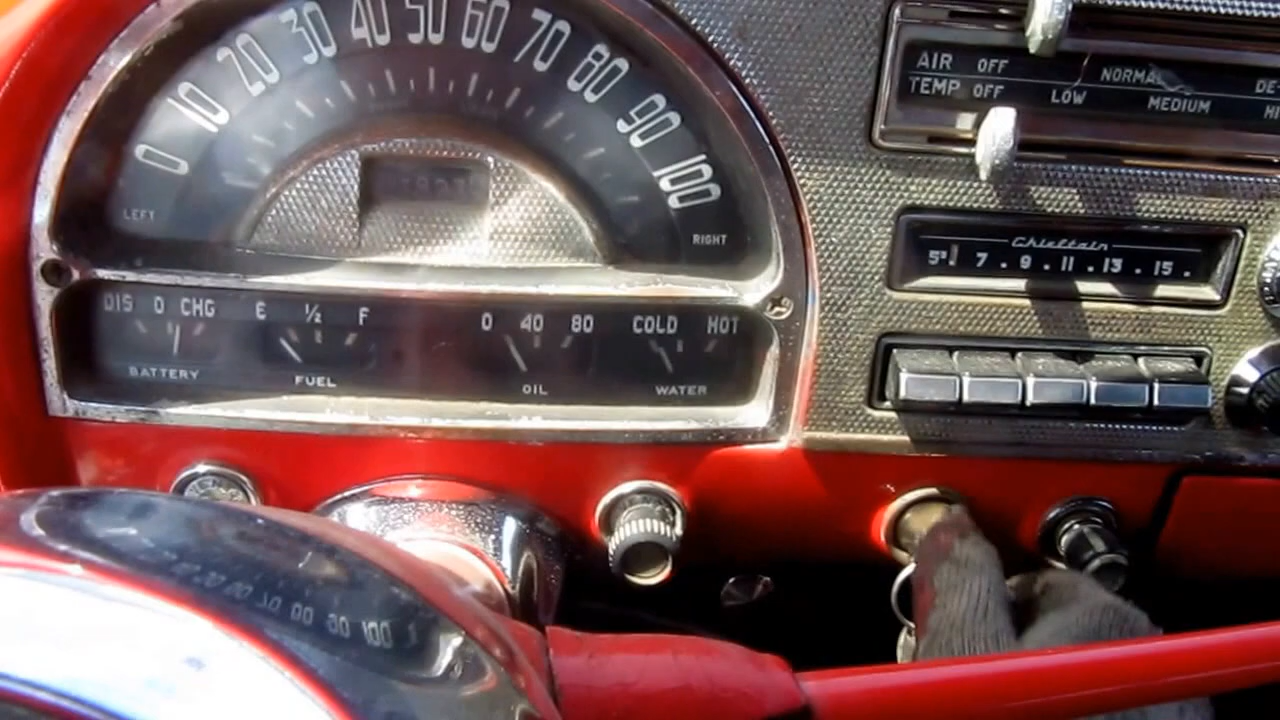 0 10 20 30 40 50 60 70 80 90 100
LEFT
RIGHT
DIS 0 CHG
BATTERY
E ½ F
FUEL
0 40 80
OIL
COLD HOT
WATER
AIR OFF NORMAL
TEMP OFF LOW MEDIUM
Chieftain
7 . 9 . 11 . 13 . 15 .